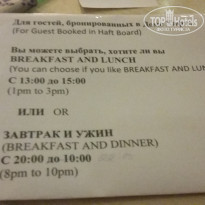 Для гостей, бронированных в
(For Guest Booked in Haft Board)
Вы можете выбрать, хотите ли вы
BREAKFAST AND LUNCH
(You can choose if you like BREAKFAST AND LUN
С 13:00 до 15:00
(1pm to 3pm)
ИЛИ OR
ЗАВТРАК И УЖИН
(BREAKFAST AND DINNER)
С 20:00 до 10:00
(8pm to 10pm)